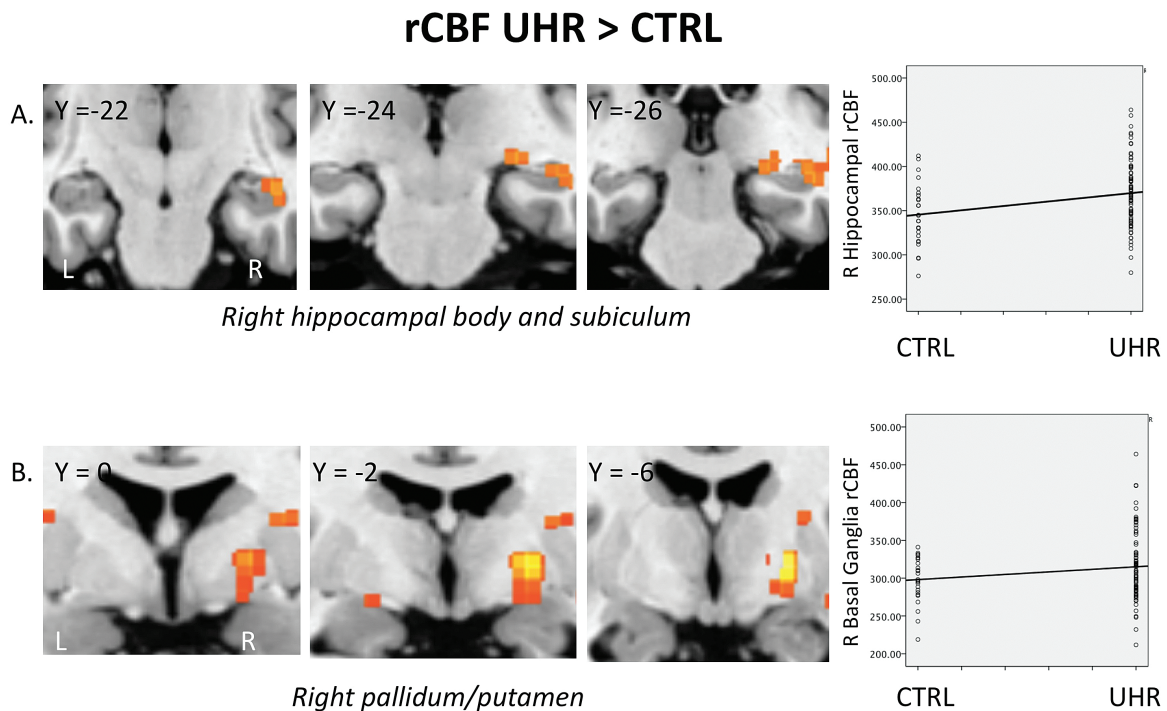 rCBF UHR > CTRL
A.
Y =-22
Y =-24
Y =-26
L
R
Right hippocampal body and subiculum
R Hippocampal rCBF
500.00
450.00
400.00
350.00
300.00
250.00
CTRL
UHR
B.
Y = 0
Y = -2
Y = -6
L
R
Right pallidum/putamen
R Basal Ganglia rCBF
500.00
450.00
400.00
350.00
300.00
250.00
200.00
R
CTRL
UHR